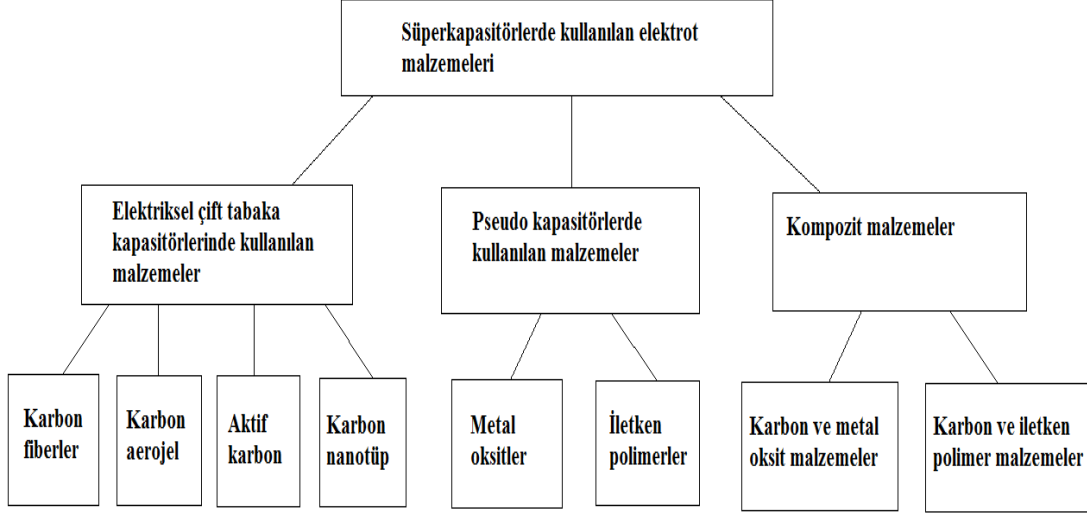 Süperkapasitörlerde kullanılan elektrot
malzemeleri
Elektriksel çift tabaka
kapasitörlerinde kullanılan
malzemeler
Pseudo kapasitörlerde
kullanılan malzemeler
Kompozit malzemeler
Karbon
fiberler
Karbon
aerojel
Aktif
karbon
Karbon
nanotüp
Metal
oksitler
İletken
polimerler
Karbon ve metal
oksit malzemeler
Karbon ve iletken
polimer malzemeler